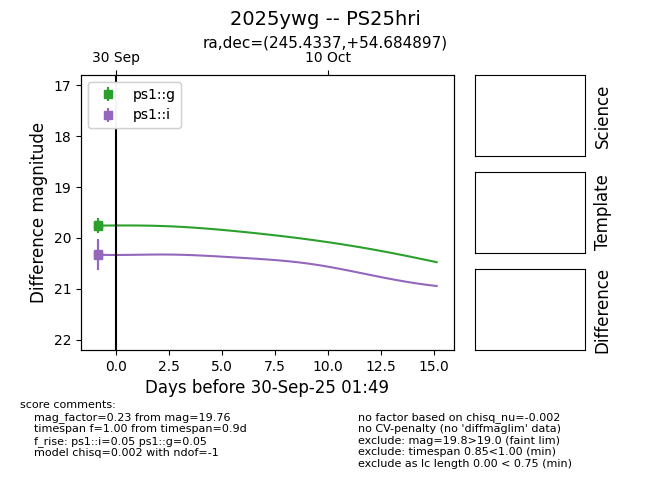 2025ywg -- PS25hri
ra,dec=(245.4337,+54.684897)
30 Sep
10 Oct
17
18
19
20
21
22
Difference magnitude
ps1::g
ps1::i
0.0
2.5
5.0
7.5
10.0
12.5
15.0
Days before 30-Sep-25 01:49
Science
Template
Difference
score comments:
mag_factor=0.23 from mag=19.76
timespan f=1.00 from timespan=0.9d
f_rise: ps1::i=0.05 ps1::g=0.05
model chisq=0.002 with ndof=-1
no factor based on chisq_nu=-0.002
no CV-penalty (no 'diffmaglim' data)
exclude: mag=19.8>19.0 (faint lim)
exclude: timespan 0.85<1.00 (min)
exclude as lc length 0.00 < 0.75 (min)